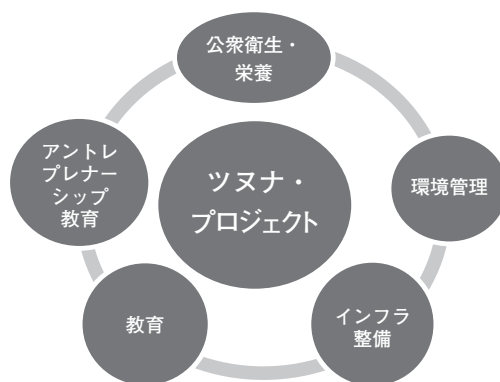 公衆衛生・
栄養
アントレ
プレナー
シップ
教育
ツヌナ・
プロジェクト
環境管理
教育
インフラ
整備